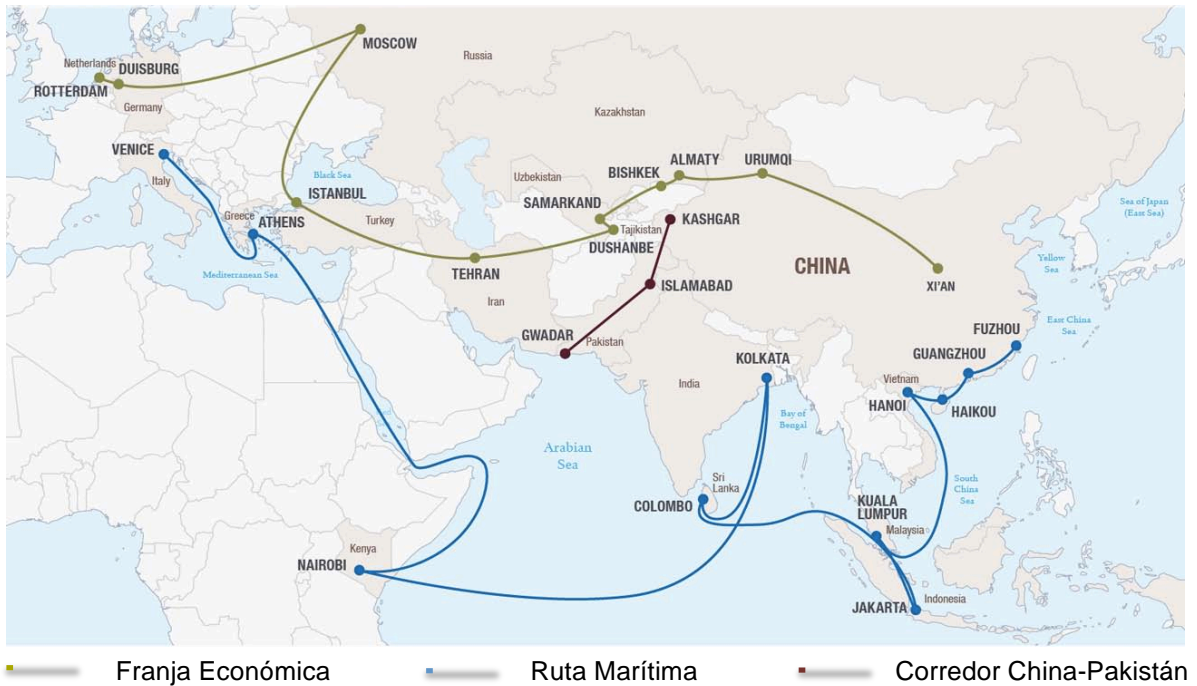 MOSCOW
Russia
Netherlands
DUISBURG
ROTTERDAM
Germany
Kazakhstan
VENICE
Italy
Black Sea
ISTANBUL
Greece
ATHENS
Turkey
Mediterranean Sea
Uzbekistan
BISHKEK
ALMATY
URUMQI
SAMARKAND
Tajikistan
DUSHANBE
KASHGAR
TEHRAN
Iran
ISLAMABAD
CHINA
XI'AN
Sea of Japan
(East Sea)
Yellow
Sea
East China
Sea
GWADAR
Pakistan
KOLKATA
India
FUZHOU
GUANGZHOU
Vietnam
HANOI
HAIKOU
Bay of
Bengal
Arabian
Sea
Sri
Lanka
COLOMBO
South
China
Sea
KUALA
LUMPUR
Malaysia
Kenya
NAIROBI
JAKARTA
Indonesia
Franja Económica
Ruta Marítima
Corredor China-Pakistán